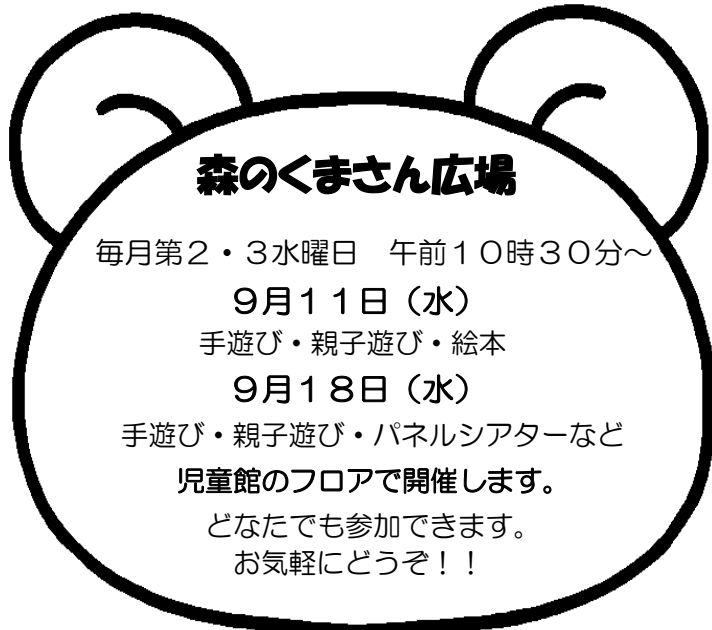 森のくまさん広場
毎月第２・３水曜日　午前１０時３０分～
９月１１日（水）
手遊び・親子遊び・絵本
９月１８日（水）
手遊び・親子遊び・パネルシアターなど
児童館のフロアで開催します。
どなたでも参加できます。
お気軽にどうぞ！！